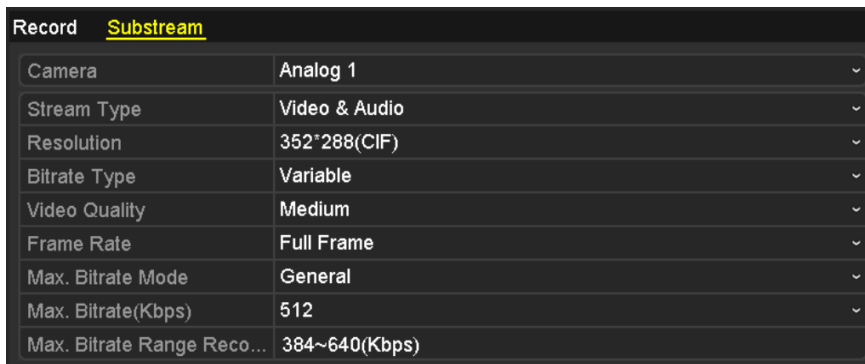 Record Substream
Camera Analog 1
Stream Type Video & Audio
Resolution 352*288(CIF)
Bitrate Type Variable
Video Quality Medium
Frame Rate Full Frame
Max. Bitrate Mode General
Max. Bitrate(Kbps) 512
Max. Bitrate Range Reco... 384~640(Kbps)